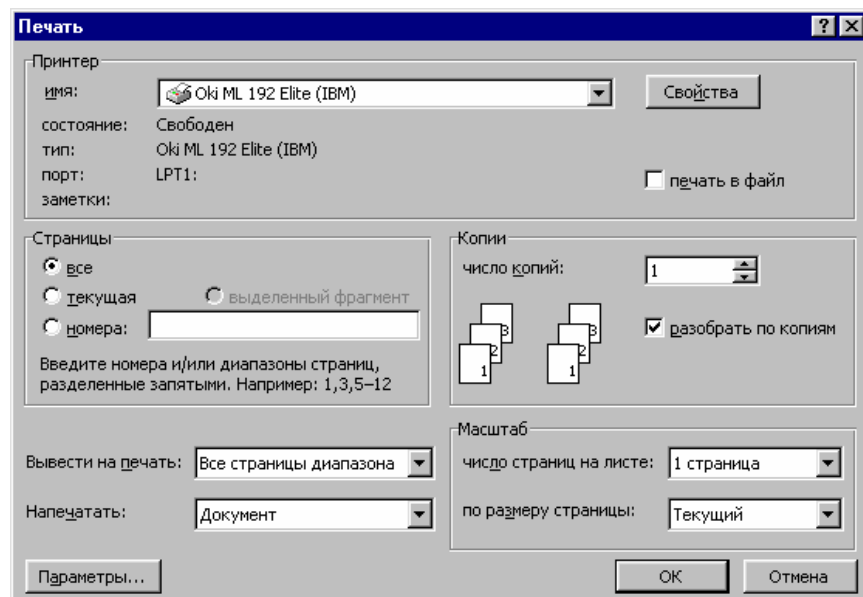 Печать
Принтер
имя: Oki ML 192 Elite (IBM) Свойства
состояние: Свободен
тип: Oki ML 192 Elite (IBM)
порт: LPT1: печать в файл
заметки:
Страницы
все
текущая выделенный фрагмент
номера:
Введите номера и/или диапазоны страниц,
разделенные запятыми. Например: 1,3,5–12
Копии
число копий: 1
разобрать по копиям
3 3
2 2
1 1
Вывести на печать: Все страницы диапазона
Напечатать: Документ
Масштаб
число страниц на листе: 1 страница
по размеру страницы: Текущий
Параметры... ОК Отмена